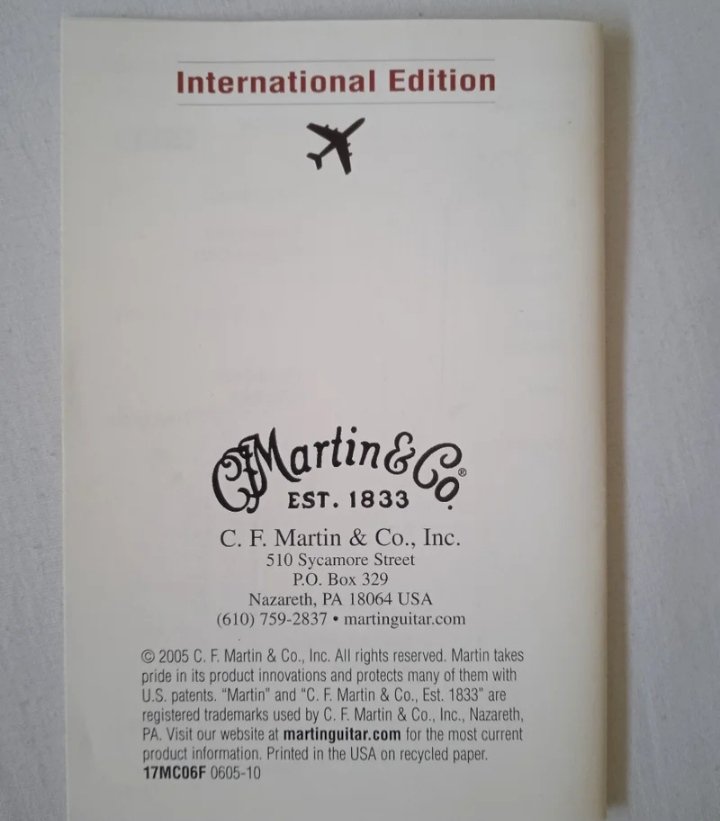 International Edition
CF Martin & Co. ®
EST. 1833
C. F. Martin & Co., Inc.
510 Sycamore Street
P.O. Box 329
Nazareth, PA 18064 USA
(610) 759-2837 • martinguitar.com
© 2005 C. F. Martin & Co., Inc. All rights reserved. Martin takes
pride in its product innovations and protects many of them with
U.S. patents. “Martin” and “C. F. Martin & Co., Est. 1833” are
registered trademarks used by C. F. Martin & Co., Inc., Nazareth,
PA. Visit our website at martinguitar.com for the most current
product information. Printed in the USA on recycled paper.
17MC06F 0605-10